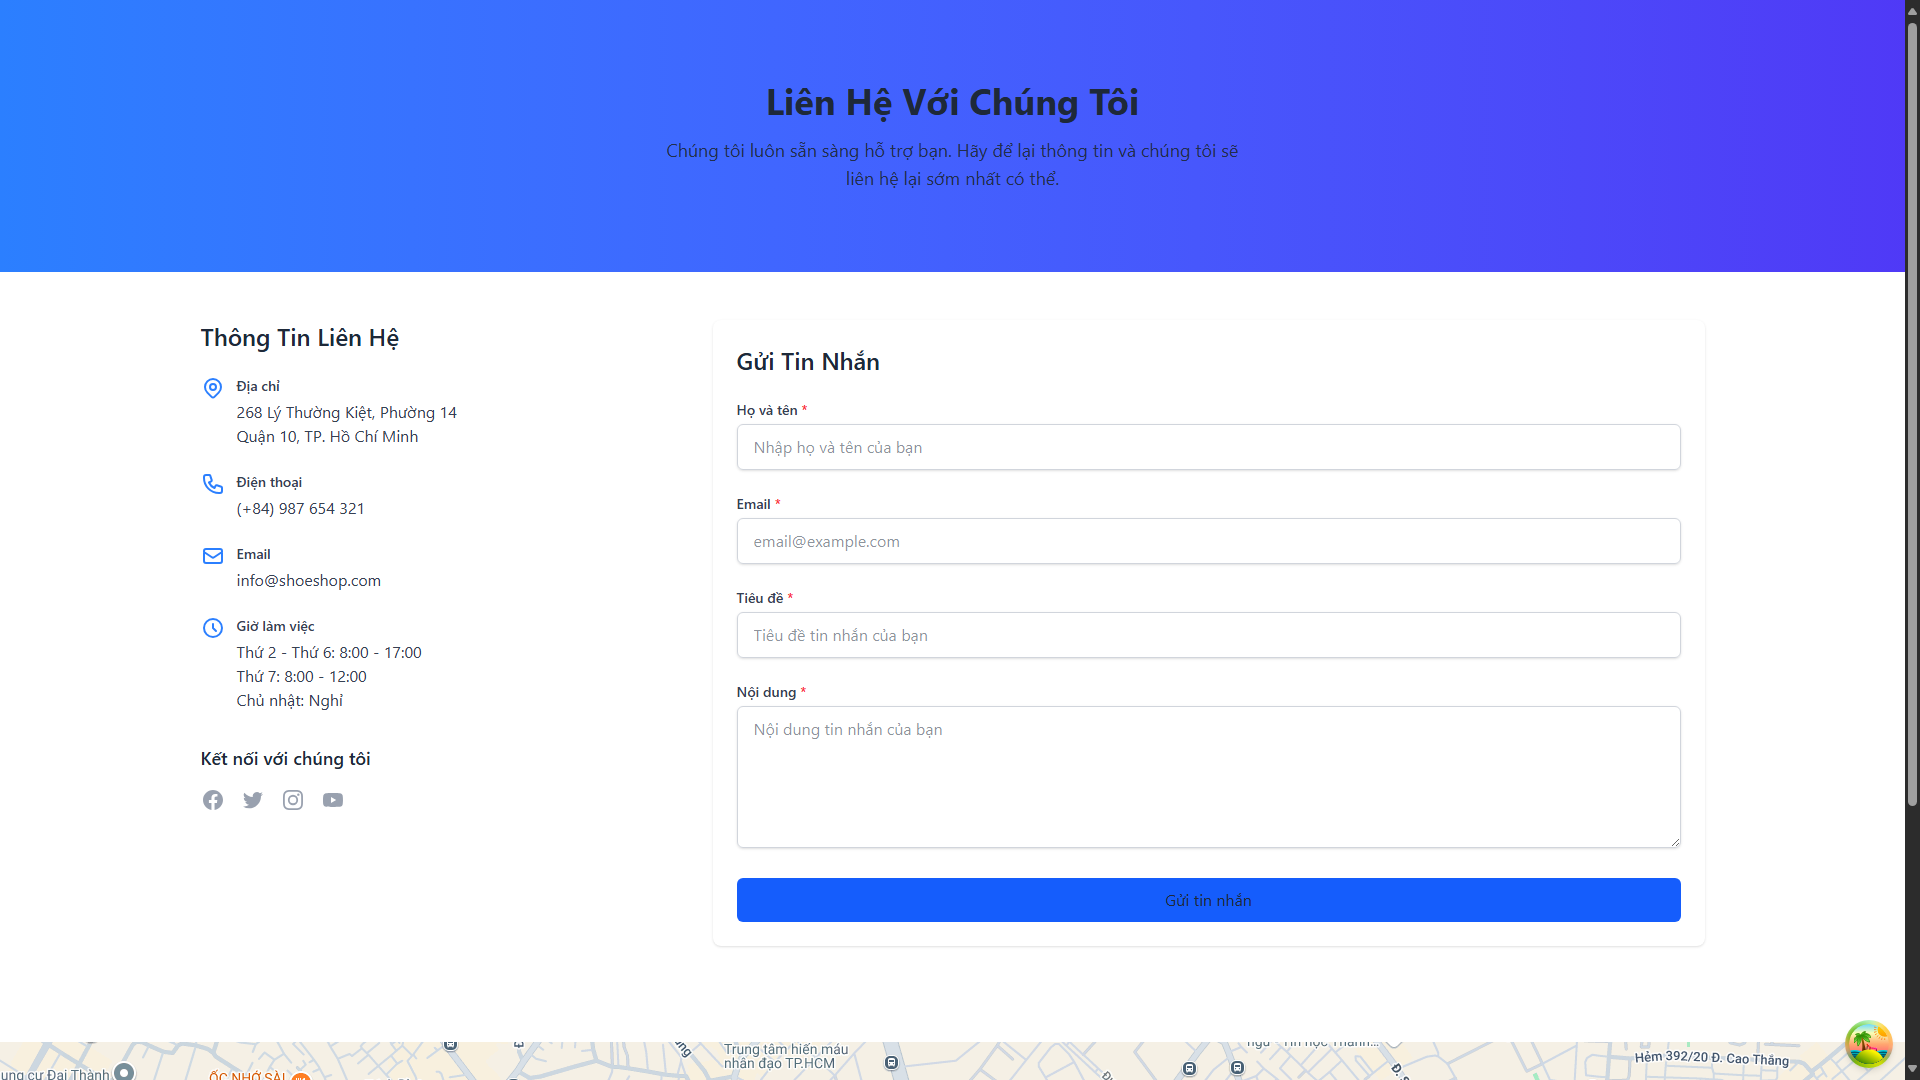 Liên Hệ Với Chúng Tôi
Chúng tôi luôn sẵn sàng hỗ trợ bạn. Hãy để lại thông tin và chúng tôi sẽ
liên hệ lại sớm nhất có thể.
Thông Tin Liên Hệ
Địa chỉ
268 Lý Thường Kiệt, Phường 14
Quận 10, TP. Hồ Chí Minh
Điện thoại
(+84) 987 654 321
Email
info@shoeshop.com
Giờ làm việc
Thứ 2 - Thứ 6: 8:00 - 17:00
Thứ 7: 8:00 - 12:00
Chủ nhật: Nghỉ
Kết nối với chúng tôi
Gửi Tin Nhắn
Họ và tên *
Nhập họ và tên của bạn
Email *
email@example.com
Tiêu đề *
Tiêu đề tin nhắn của bạn
Nội dung *
Nội dung tin nhắn của bạn
Gửi tin nhắn
Trung tâm hiến máu
nhân đạo TP.HCM
Hẻm 392/20 Đ. Cao Thắng
cư Đại Thành
ỐC NHỚ SÀI